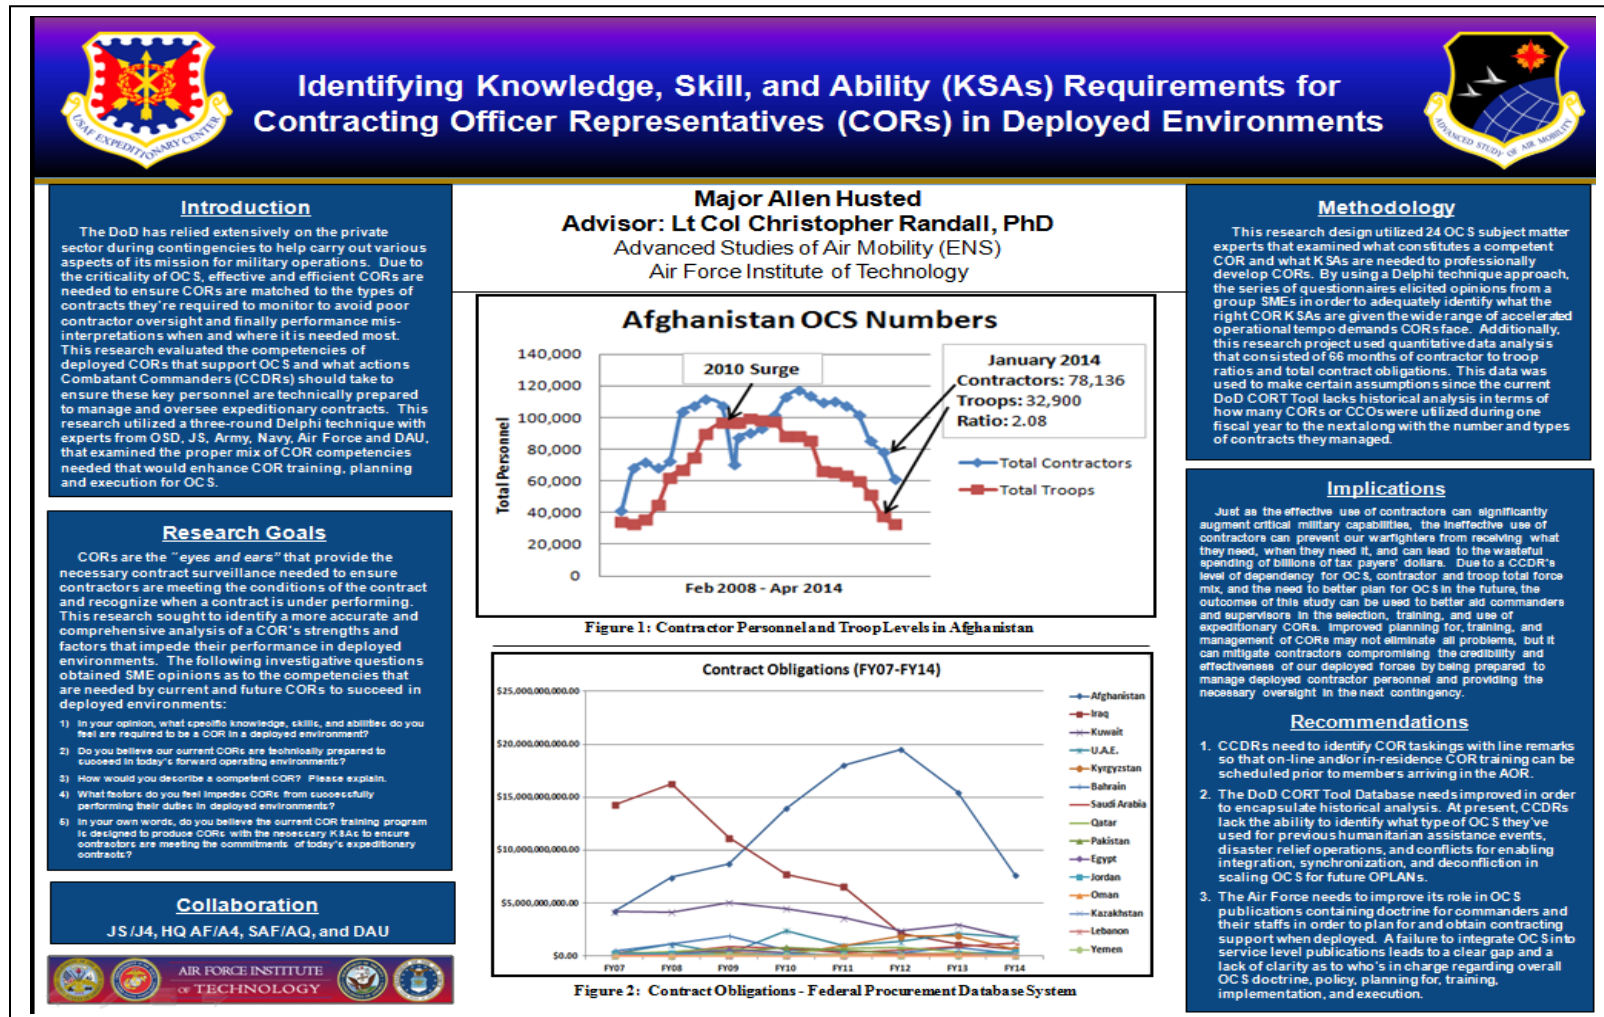 Identifying Knowledge, Skill, and Ability (KSAs) Requirements for
Contracting Officer Representatives (CORs) in Deployed Environments
USAF EXPEDITIONARY CENTER
ADVANCED STUDY OF AIR MOBILITY
Major Allen Husted
Advisor: Lt Col Christopher Randall, PhD
Advanced Studies of Air Mobility (ENS)
Air Force Institute of Technology
Introduction
The DoD has relied extensively on the private
sector during contingencies to help carry out various
aspects of its mission for military operations. Due to
the criticality of OCS, effective and efficient CORs are
needed to ensure CORs are matched to the types of
contracts they're required to monitor to avoid poor
contractor oversight and finally performance mis-
interpretations when and where it is needed most.
This research evaluated the competencies of
deployed CORs that support OCS and what actions
Combatant Commanders (CCDRs) should take to
ensure these key personnel are technically prepared
to manage and oversee expeditionary contracts. This
research utilized a three-round Delphi technique with
experts from OSD, JS, Army, Navy, Air Force and DAU,
that examined the proper mix of COR competencies
needed that would enhance COR training, planning
and execution for OCS.
Research Goals
CORs are the "eyes and ears" that provide the
necessary contract surveillance needed to ensure
contractors are meeting the conditions of the contract
and recognize when a contract is under performing.
This research sought to identify a more accurate and
comprehensive analysis of a COR's strengths and
factors that impede their performance in deployed
environments. The following investigative questions
obtained SME opinions as to the competencies that
are needed by current and future CORs to succeed in
deployed environments:
1) In your opinion, what specific knowledge, skills, and abilities do you
feel are required to be a COR in a deployed environment?
2) Do you believe our current CORs are technically prepared to
succeed in today's forward operating environments?
3) How would you describe a competent COR? Please explain.
4) What factors do you feel impedes CORs from successfully
performing their duties in deployed environments?
5) In your own words, do you believe the current COR training program
is designed to produce CORs with the necessary KSAs to ensure
contractors are meeting the commitments of today's expeditionary
contracts?
Collaboration
JS/J4, HQ AF/A4, SAF/AQ, and DAU
AIR FORCE INSTITUTE
OF TECHNOLOGY
Afghanistan OCS Numbers
Total Personnel
140,000
120,000
100,000
80,000
60,000
40,000
20,000
0
2010 Surge
January 2014
Contractors: 78,136
Troops: 32,900
Ratio: 2.08
Total Contractors
Total Troops
Feb 2008 - Apr 2014
Figure 1: Contractor Personnel and Troop Levels in Afghanistan
Contract Obligations (FY07-FY14)
$25,000,000,000.00
$20,000,000,000.00
$15,000,000,000.00
$10,000,000,000.00
$5,000,000,000.00
$0.00
FY07 FY08 FY09 FY10 FY11 FY12 FY13 FY14
Afghanistan
Iraq
Kuwait
U.A.E.
Kyrgyzstan
Bahrain
Saudi Arabia
Qatar
Pakistan
Egypt
Jordan
Oman
Kazakhstan
Lebanon
Yemen
Figure 2: Contract Obligations - Federal Procurement Database System
Methodology
This research design utilized 24 OCS subject matter
experts that examined what constitutes a competent
COR and what KSAs are needed to professionally
develop CORs. By using a Delphi technique approach,
the series of questionnaires elicited opinions from a
group SMEs in order to adequately identify what the
right COR KSAs are given the wide range of accelerated
operational tempo demands CORs face. Additionally,
this research project used quantitative data analysis
that consisted of 66 months of contractor to troop
ratios and total contract obligations. This data was
used to make certain assumptions since the current
DoD CORT Tool lacks historical analysis in terms of
how many CORs or CCOs were utilized during one
fiscal year to the next along with the number and types
of contracts they managed.
Implications
Just as the effective use of contractors can significantly
augment critical military capabilities, the ineffective use of
contractors can prevent our warfighters from receiving what
they need, when they need it, and can lead to the wasteful
spending of billions of tax payers' dollars. Due to a CCDR's
level of dependency for OCS, contractor and troop total force
mix, and the need to better plan for OCS in the future, the
outcomes of this study can be used to better aid commanders
and supervisors in the selection, training, and use of
expeditionary CORs. Improved planning for, training, and
management of CORs may not eliminate all problems, but it
can mitigate contractors compromising the credibility and
effectiveness of our deployed forces by being prepared to
manage deployed contractor personnel and providing the
necessary oversight in the next contingency.
Recommendations
1. CCDRs need to identify COR taskings with line remarks
so that on-line and/or in-residence COR training can be
scheduled prior to members arriving in the AOR.
2. The DoD CORT Tool Database needs improved in order
to encapsulate historical analysis. At present, CCDRs
lack the ability to identify what type of OCS they've
used for previous humanitarian assistance events,
disaster relief operations, and conflicts for enabling
integration, synchronization, and deconfliction in
scaling OCS for future OPLANs.
3. The Air Force needs to improve its role in OCS
publications containing doctrine for commanders and
their staffs in order to plan for and obtain contracting
support when deployed. A failure to integrate OCS into
service level publications leads to a clear gap and a
lack of clarity as to who's in charge regarding overall
OCS doctrine, policy, planning for, training,
implementation, and execution.